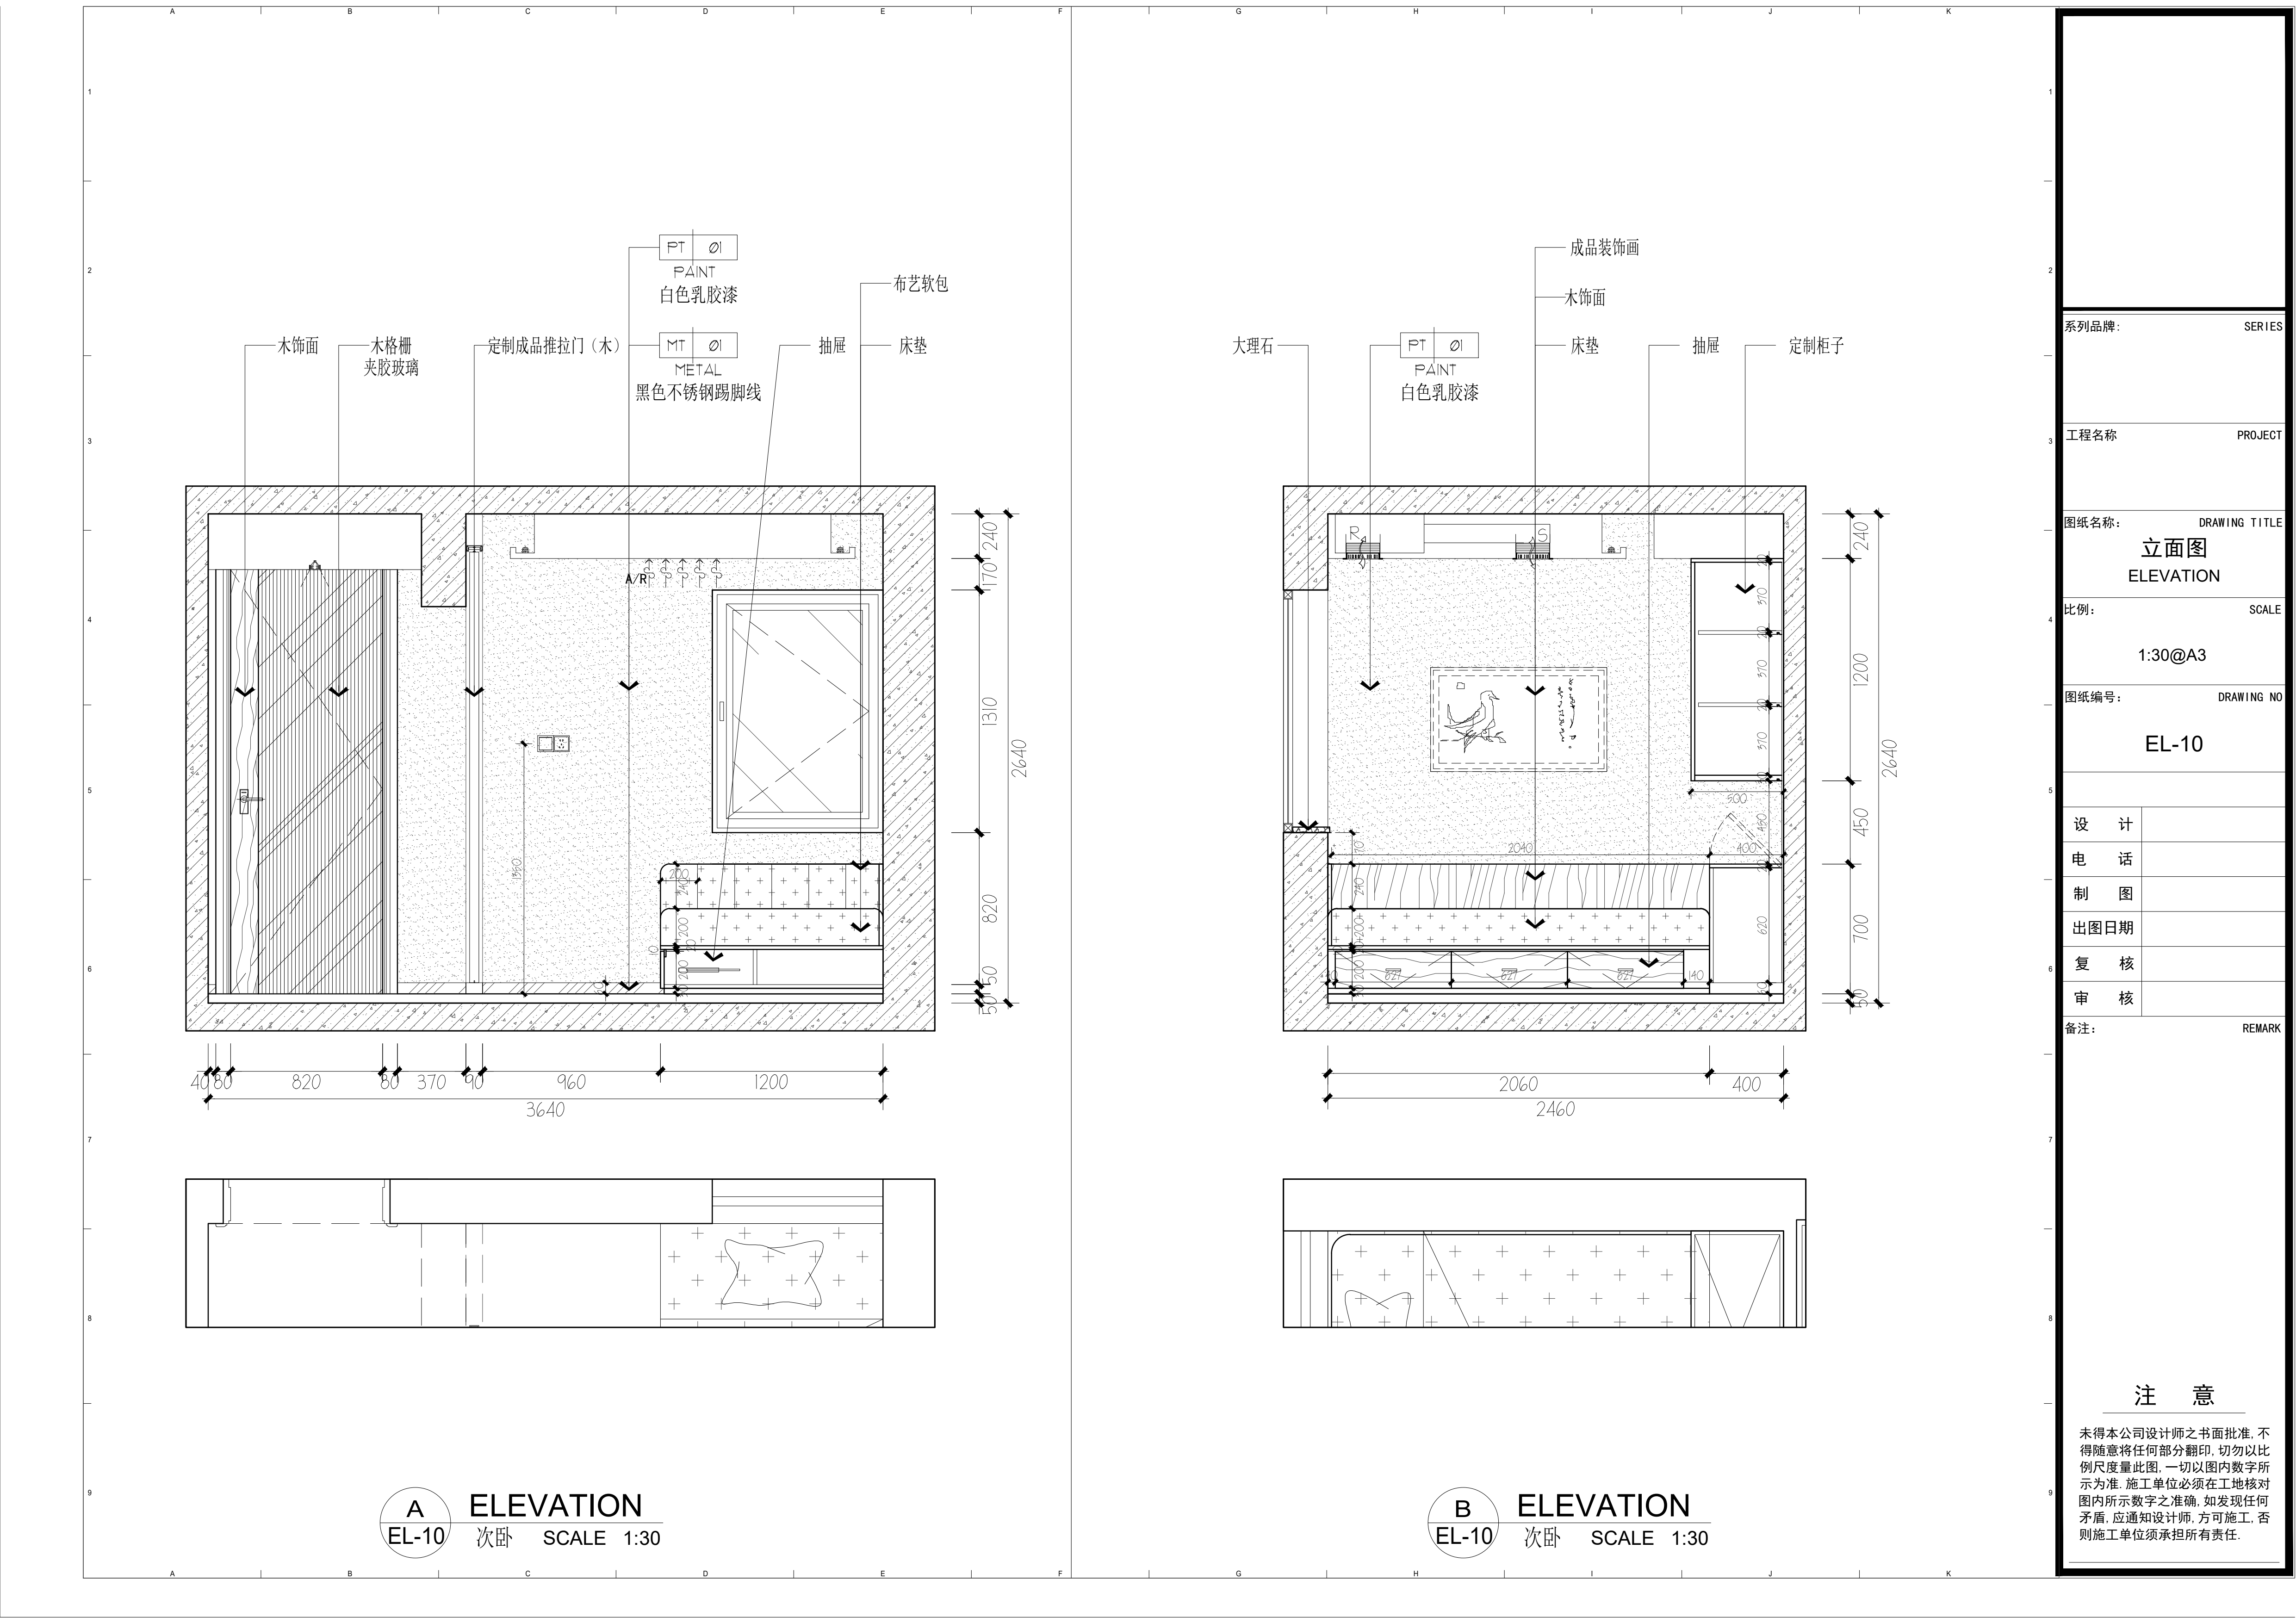 A B C D E F G H I J K
1
2
3
4
5
6
7
8
9
PT Ø1
PAINT
白色乳胶漆
布艺软包
木饰面
木格栅
夹胶玻璃
定制成品推拉门（木）
MT Ø1
METAL
黑色不锈钢踢脚线
抽屉
床垫
A/R
240
170
1310
820
50
50
2640
1350
200
240
200
20
10
200
40
80
820
80
370
90
960
1200
3640
A
EL-10
ELEVATION
次卧 SCALE 1:30
成品装饰画
木饰面
大理石
PT Ø1
PAINT
白色乳胶漆
床垫
抽屉
定制柜子
R
S
370
370
370
500
450
400
2040
240
200
200
627
627
627
140
620
240
1200
450
700
50
2640
2060
400
2460
B
EL-10
ELEVATION
次卧 SCALE 1:30
系列品牌: SERIES
工程名称 PROJECT
图纸名称: DRAWING TITLE
立面图
ELEVATION
比例: SCALE
1:30@A3
图纸编号: DRAWING NO
EL-10
设 计
电 话
制 图
出图日期
复 核
审 核
备注: REMARK
注 意
未得本公司设计师之书面批准,不
得随意将任何部分翻印,切勿以比
例尺度量此图,一切以图内数字所
示为准.施工单位必须在工地核对
图内所示数字之准确,如发现任何
矛盾,应通知设计师,方可施工,否
则施工单位须承担所有责任.
A B C D E F G H I J K